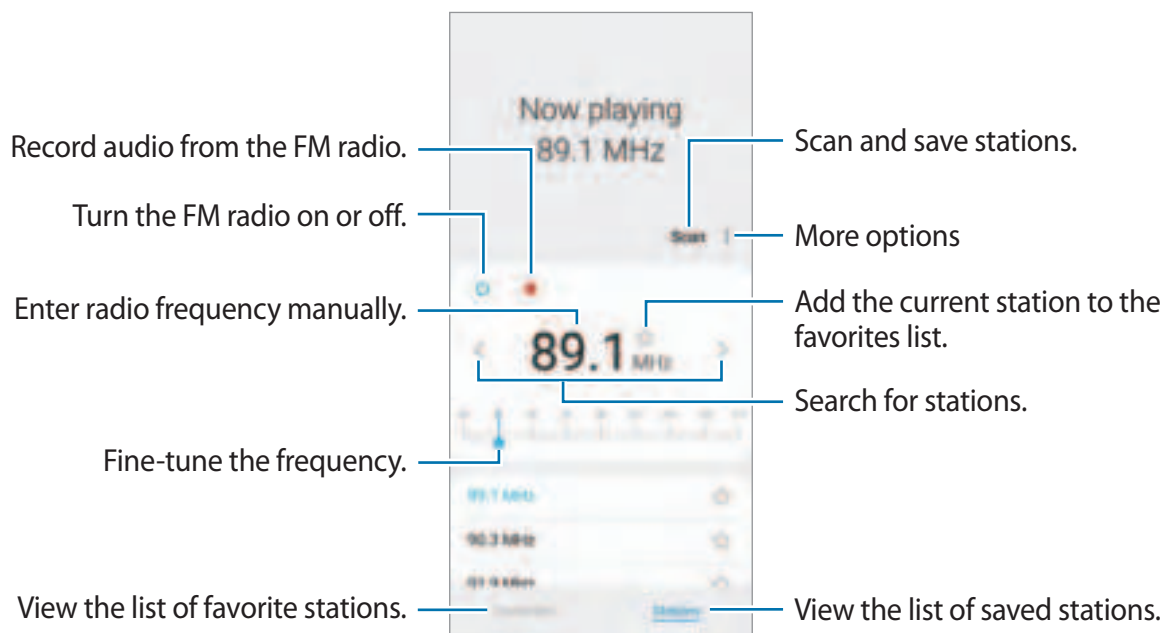 Now playing
89.1 MHz
Record audio from the FM radio.
Scan and save stations.
Turn the FM radio on or off.
Scan
More options
Enter radio frequency manually.
Add the current station to the
favorites list.
89.1 MHz
Search for stations.
Fine-tune the frequency.
89.1 MHz
90.3 MHz
View the list of favorite stations.
Stations
View the list of saved stations.